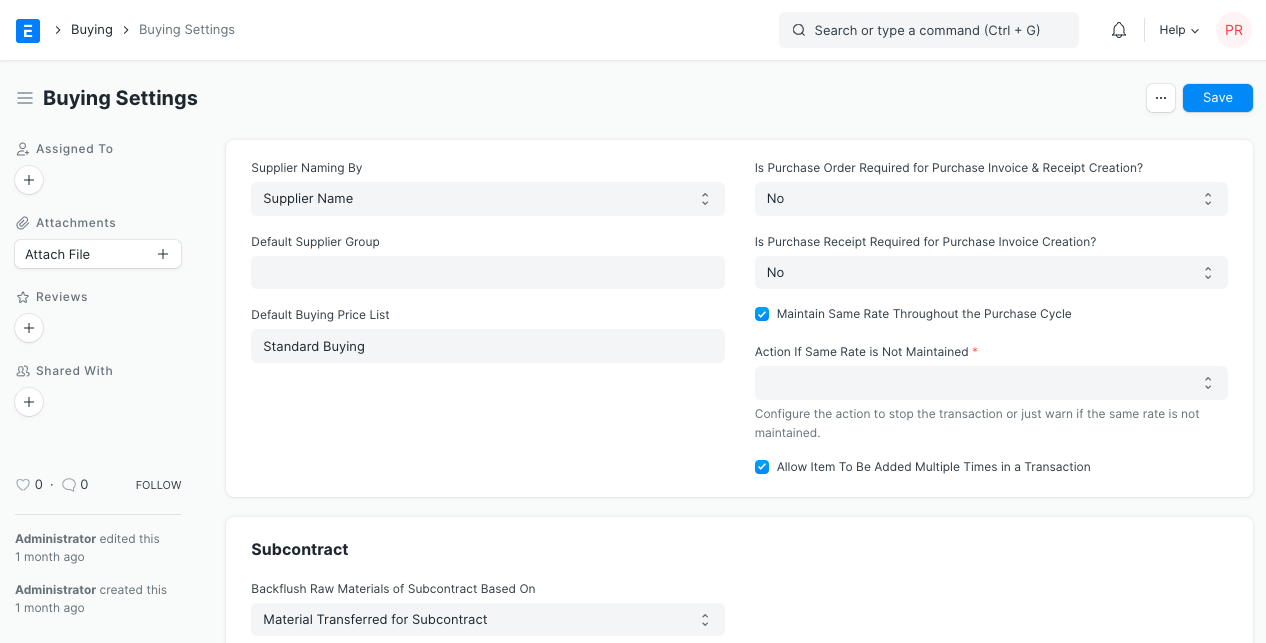 E
Buying
Buying Settings
Search or type a command (Ctrl + G)
Help
PR
Buying Settings
···
Save
Assigned To
Attachments
Attach File
Reviews
Shared With
0 · 0
FOLLOW
Administrator edited this
1 month ago
Administrator created this
1 month ago
Supplier Naming By
Supplier Name
Default Supplier Group
Default Buying Price List
Standard Buying
Is Purchase Order Required for Purchase Invoice & Receipt Creation?
No
Is Purchase Receipt Required for Purchase Invoice Creation?
No
Maintain Same Rate Throughout the Purchase Cycle
Action If Same Rate is Not Maintained *
Configure the action to stop the transaction or just warn if the same rate is not
maintained.
Allow Item To Be Added Multiple Times in a Transaction
Subcontract
Backflush Raw Materials of Subcontract Based On
Material Transferred for Subcontract